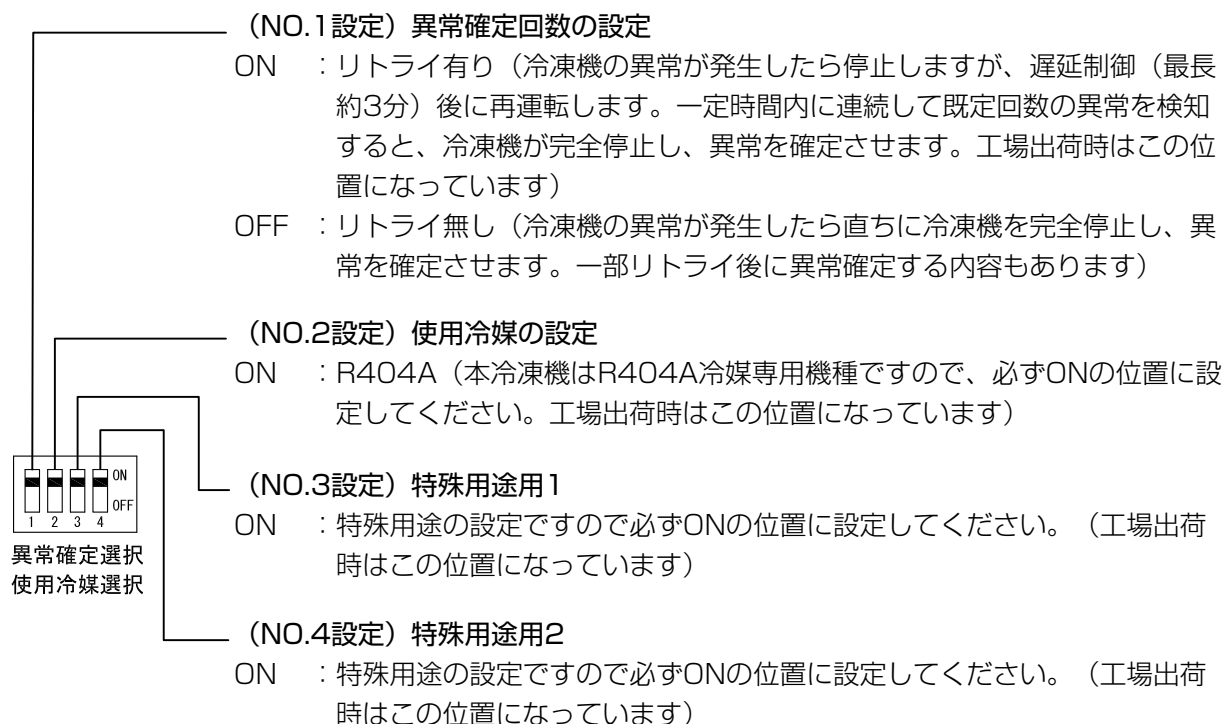 （NO.1設定）異常確定回数の設定
ON ：リトライ有り（冷凍機の異常が発生したら停止しますが、遅延制御（最長
約3分）後に再運転します。一定時間内に連続して既定回数の異常を検知
すると、冷凍機が完全停止し、異常を確定させます。工場出荷時はこの位
置になっています）
OFF ：リトライ無し（冷凍機の異常が発生したら直ちに冷凍機を完全停止し、異
常を確定させます。一部リトライ後に異常確定する内容もあります）
（NO.2設定）使用冷媒の設定
ON ：R404A（本冷凍機はR404A冷媒専用機種ですので、必ずONの位置に設
定してください。工場出荷時はこの位置になっています）
ON
OFF
1 2 3 4
異常確定選択
使用冷媒選択
（NO.3設定）特殊用途用1
ON ：特殊用途の設定ですので必ずONの位置に設定してください。（工場出荷
時はこの位置になっています）
（NO.4設定）特殊用途用2
ON ：特殊用途の設定ですので必ずONの位置に設定してください。（工場出荷
時はこの位置になっています）